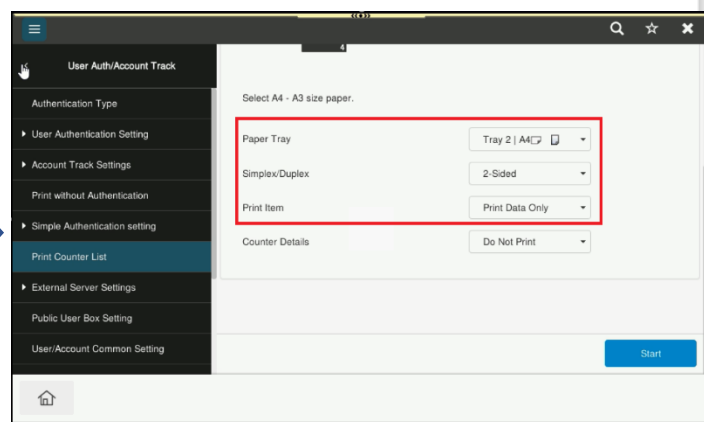 User Auth/Account Track
4
Authentication Type
Select A4 - A3 size paper.
User Authentication Setting
Paper Tray
Tray 2 | A4
Account Track Settings
Simplex/Duplex
2-Sided
Print without Authentication
Print Item
Print Data Only
Simple Authentication setting
Counter Details
Do Not Print
Print Counter List
External Server Settings
Public User Box Setting
User/Account Common Setting
Start